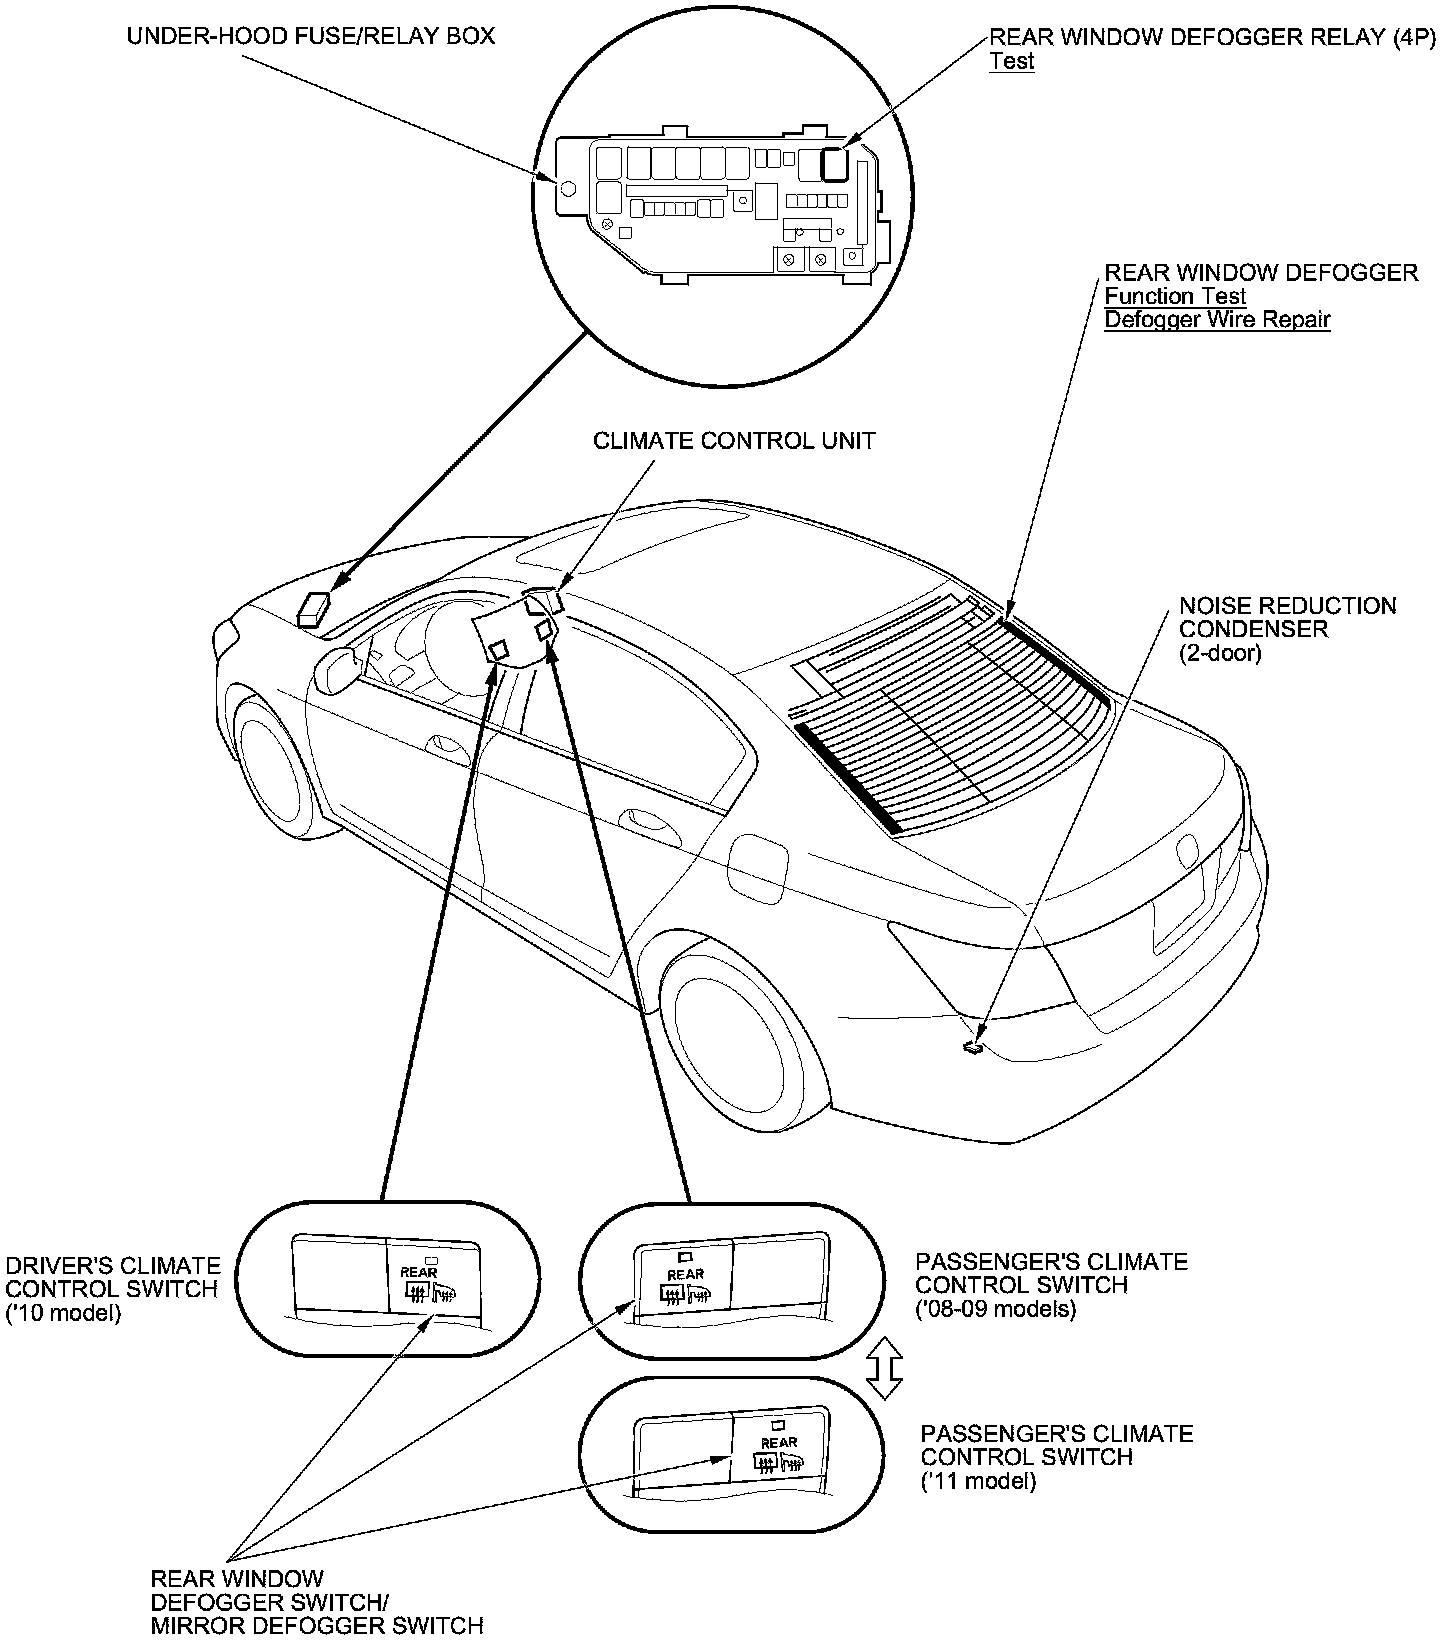 UNDER-HOOD FUSE/RELAY BOX
REAR WINDOW DEFOGGER RELAY (4P)
Test
REAR WINDOW DEFOGGER
Function Test
Defogger Wire Repair
CLIMATE CONTROL UNIT
NOISE REDUCTION
CONDENSER
(2-door)
DRIVER'S CLIMATE
CONTROL SWITCH
('10 model)
REAR
REAR
PASSENGER'S CLIMATE
CONTROL SWITCH
('08-09 models)
REAR
PASSENGER'S CLIMATE
CONTROL SWITCH
('11 model)
REAR WINDOW
DEFOGGER SWITCH/
MIRROR DEFOGGER SWITCH